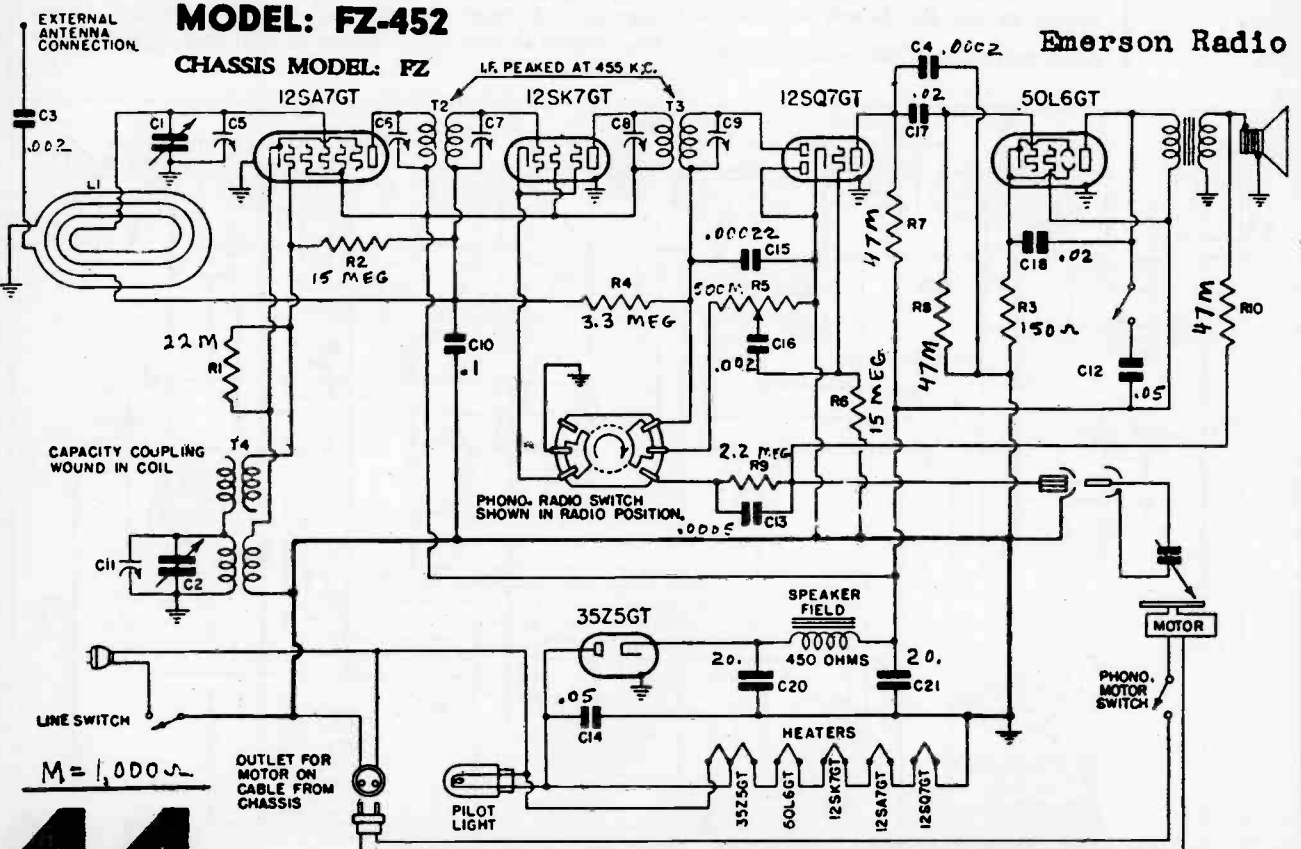 EXTERNAL
ANTENNA
CONNECTION.
MODEL: FZ-452
CHASSIS MODEL: FZ
I.F. PEAKED AT 455 K.C.
Emerson Radio
12SA7GT
T2
12SK7GT
T3
12SQ7GT
C4 .0002
.02
C17
50L6GT
C3
.002
C1
C5
C6
C7
C8
C9
L1
R2
15 MEG
.00022
C15
R7
47M
C18
.02
R4
3.3 MEG
500M
R5
R8
47M
R3
150Ω
R10
47M
22M
R1
C10
.1
C16
.002
R6
15 MEG
C12
.05
CAPACITY COUPLING
WOUND IN COIL
T4
PHONO. RADIO SWITCH
SHOWN IN RADIO POSITION.
2.2 MEG
R9
C13
.0005
C11
C2
35Z5GT
SPEAKER
FIELD
450 OHMS
MOTOR
20.
C20
20.
C21
PHONO.
MOTOR
SWITCH
LINE SWITCH
.05
C14
HEATERS
M = 1,000Ω
OUTLET FOR
MOTOR ON
CABLE FROM
CHASSIS
PILOT
LIGHT
35Z5GT
60L6GT
12SK7GT
12SA7GT
12SQ7GT